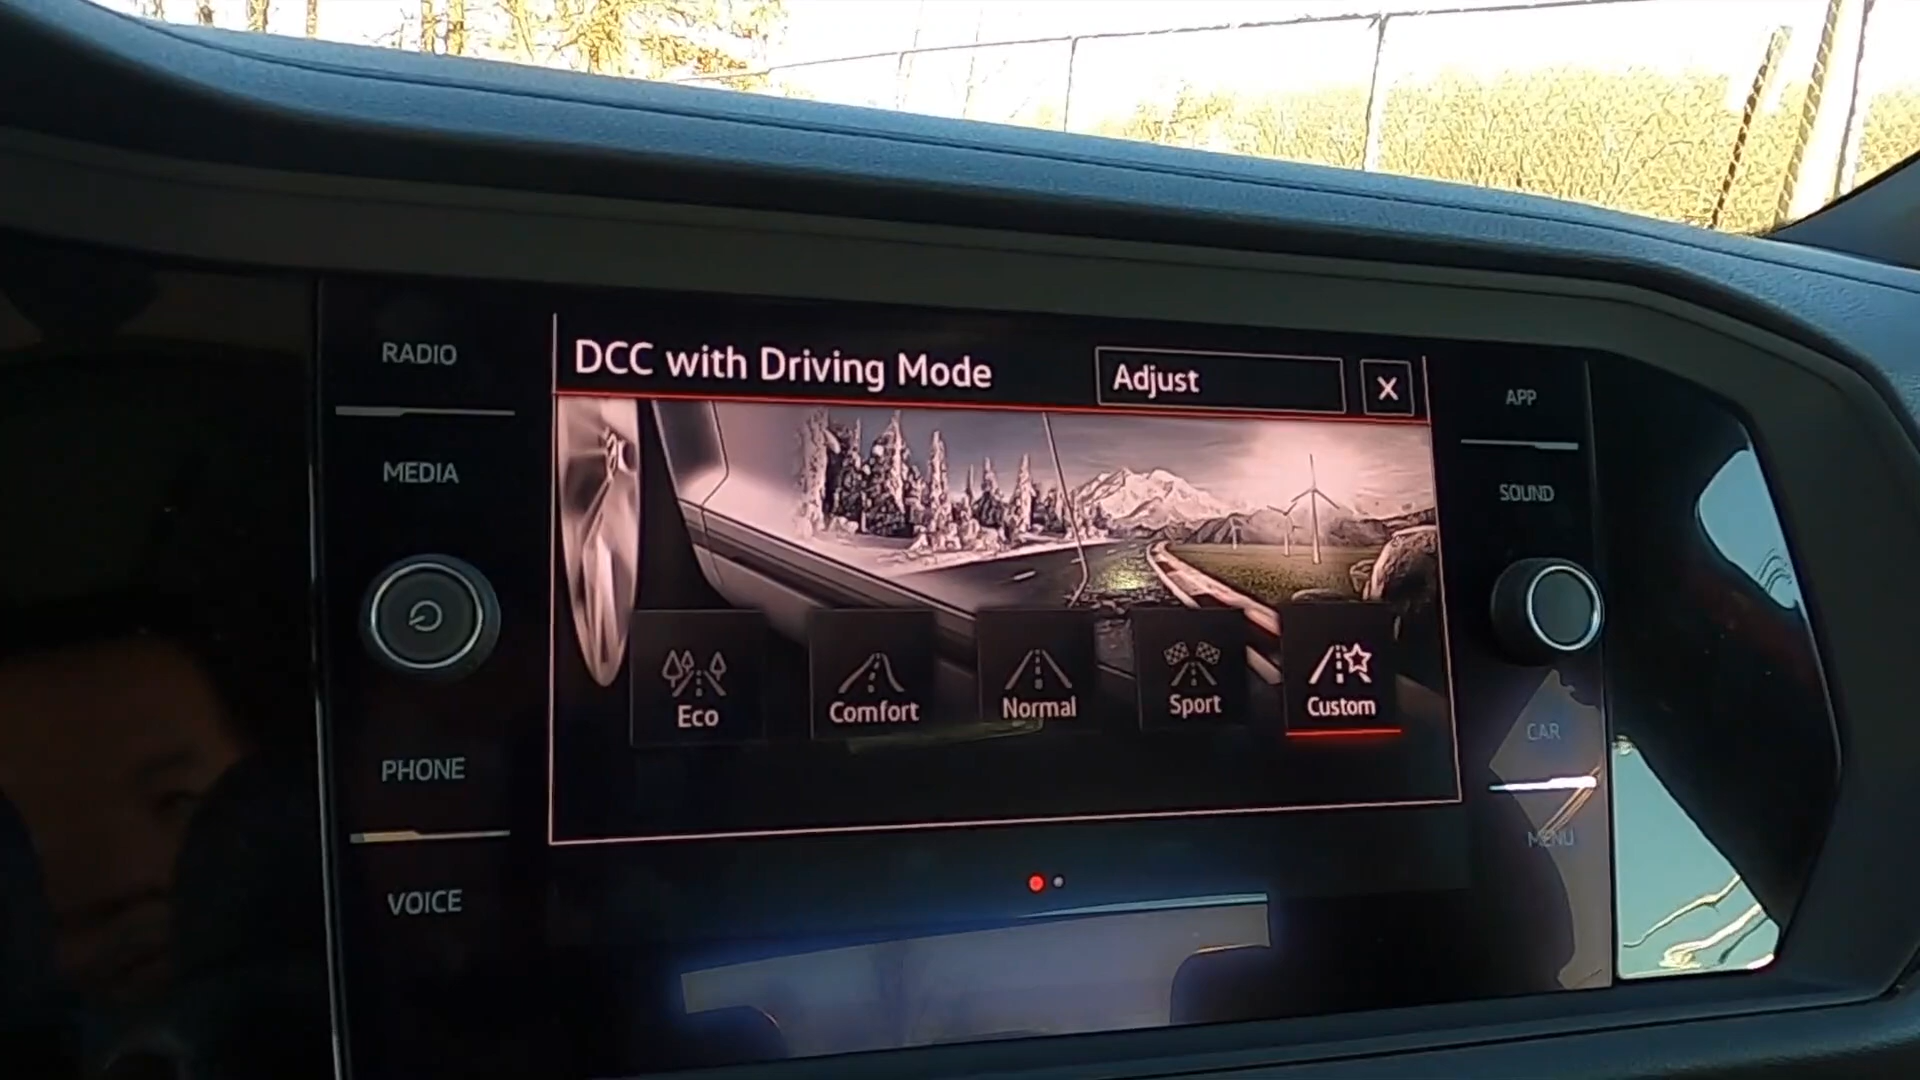 RADIO
MEDIA
PHONE
VOICE
DCC with Driving Mode
Adjust
X
Eco
Comfort
Normal
Sport
Custom
APP
SOUND
CAR
MENU